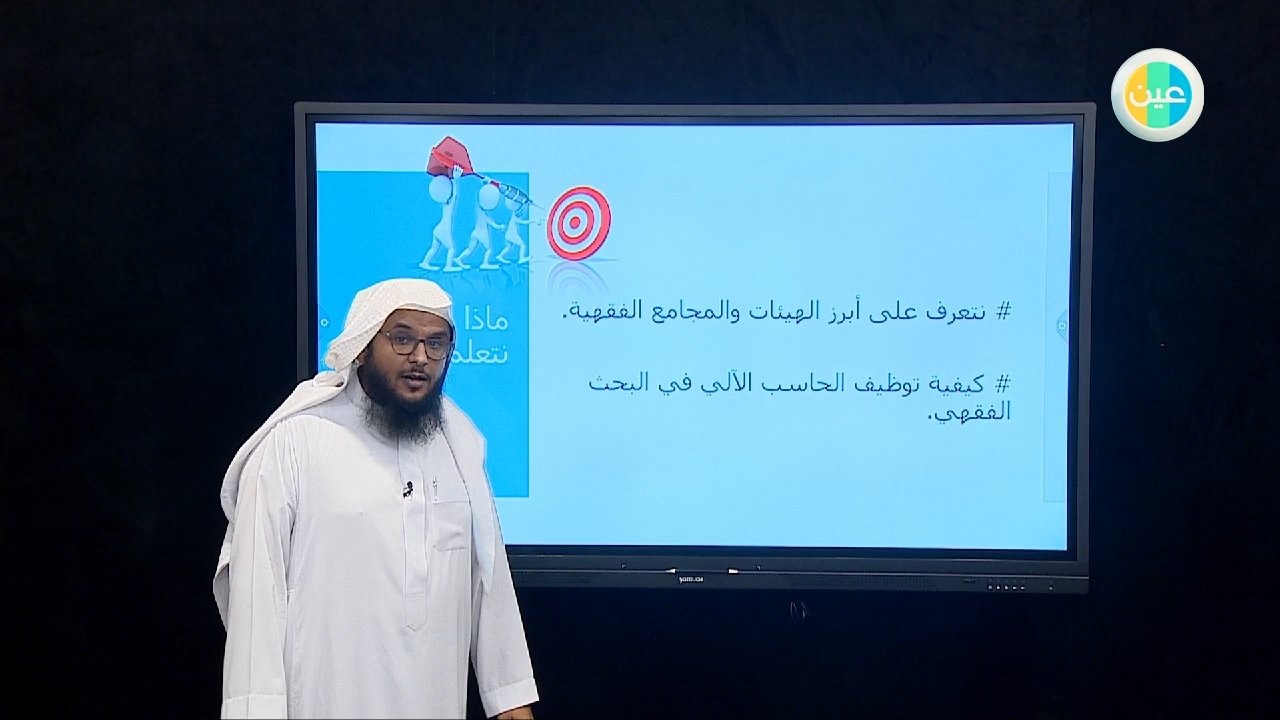 عين
ماذا
نتعلم
# نتعرف على أبرز الهيئات والمجامع الفقهية.
# كيفية توظيف الحاسب الآلي في البحث
الفقهي.